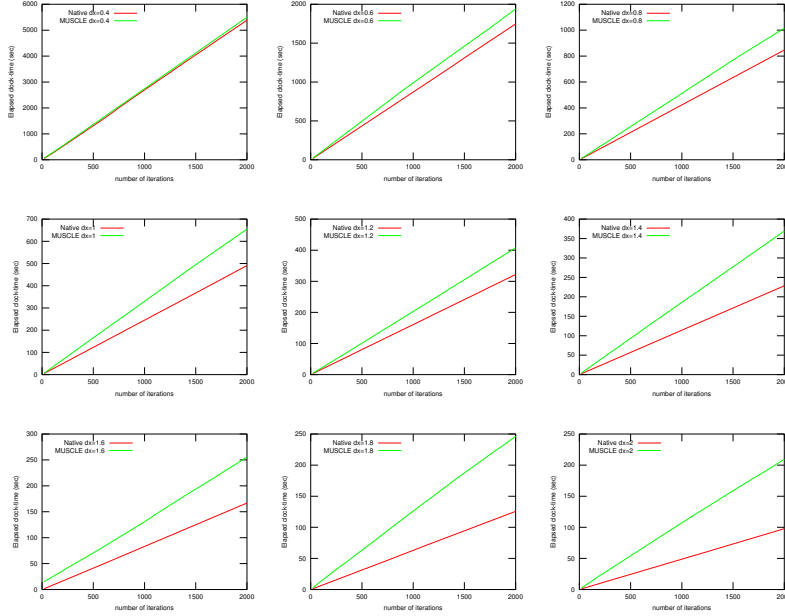 Native dx=0.4
MUSCLE dx=0.4
6000
5000
4000
3000
2000
1000
0
Elapsed clock-time (sec)
0 500 1000 1500 2000
number of iterations
Native dx=0.6
MUSCLE dx=0.6
2000
1500
1000
500
0
Elapsed clock-time (sec)
0 500 1000 1500 2000
number of iterations
Native dx=0.8
MUSCLE dx=0.8
1200
1000
800
600
400
200
0
Elapsed clock-time (sec)
0 500 1000 1500 2000
number of iterations
Native dx=1
MUSCLE dx=1
700
600
500
400
300
200
100
0
Elapsed clock-time (sec)
0 500 1000 1500 2000
number of iterations
Native dx=1.2
MUSCLE dx=1.2
500
400
300
200
100
0
Elapsed clock-time (sec)
0 500 1000 1500 2000
number of iterations
Native dx=1.4
MUSCLE dx=1.4
400
350
300
250
200
150
100
50
0
Elapsed clock-time (sec)
0 500 1000 1500 2000
number of iterations
Native dx=1.6
MUSCLE dx=1.6
300
250
200
150
100
50
0
Elapsed clock-time (sec)
0 500 1000 1500 2000
number of iterations
Native dx=1.8
MUSCLE dx=1.8
250
200
150
100
50
0
Elapsed clock-time (sec)
0 500 1000 1500 2000
number of iterations
Native dx=2
MUSCLE dx=2
250
200
150
100
50
0
Elapsed clock-time (sec)
0 500 1000 1500 2000
number of iterations